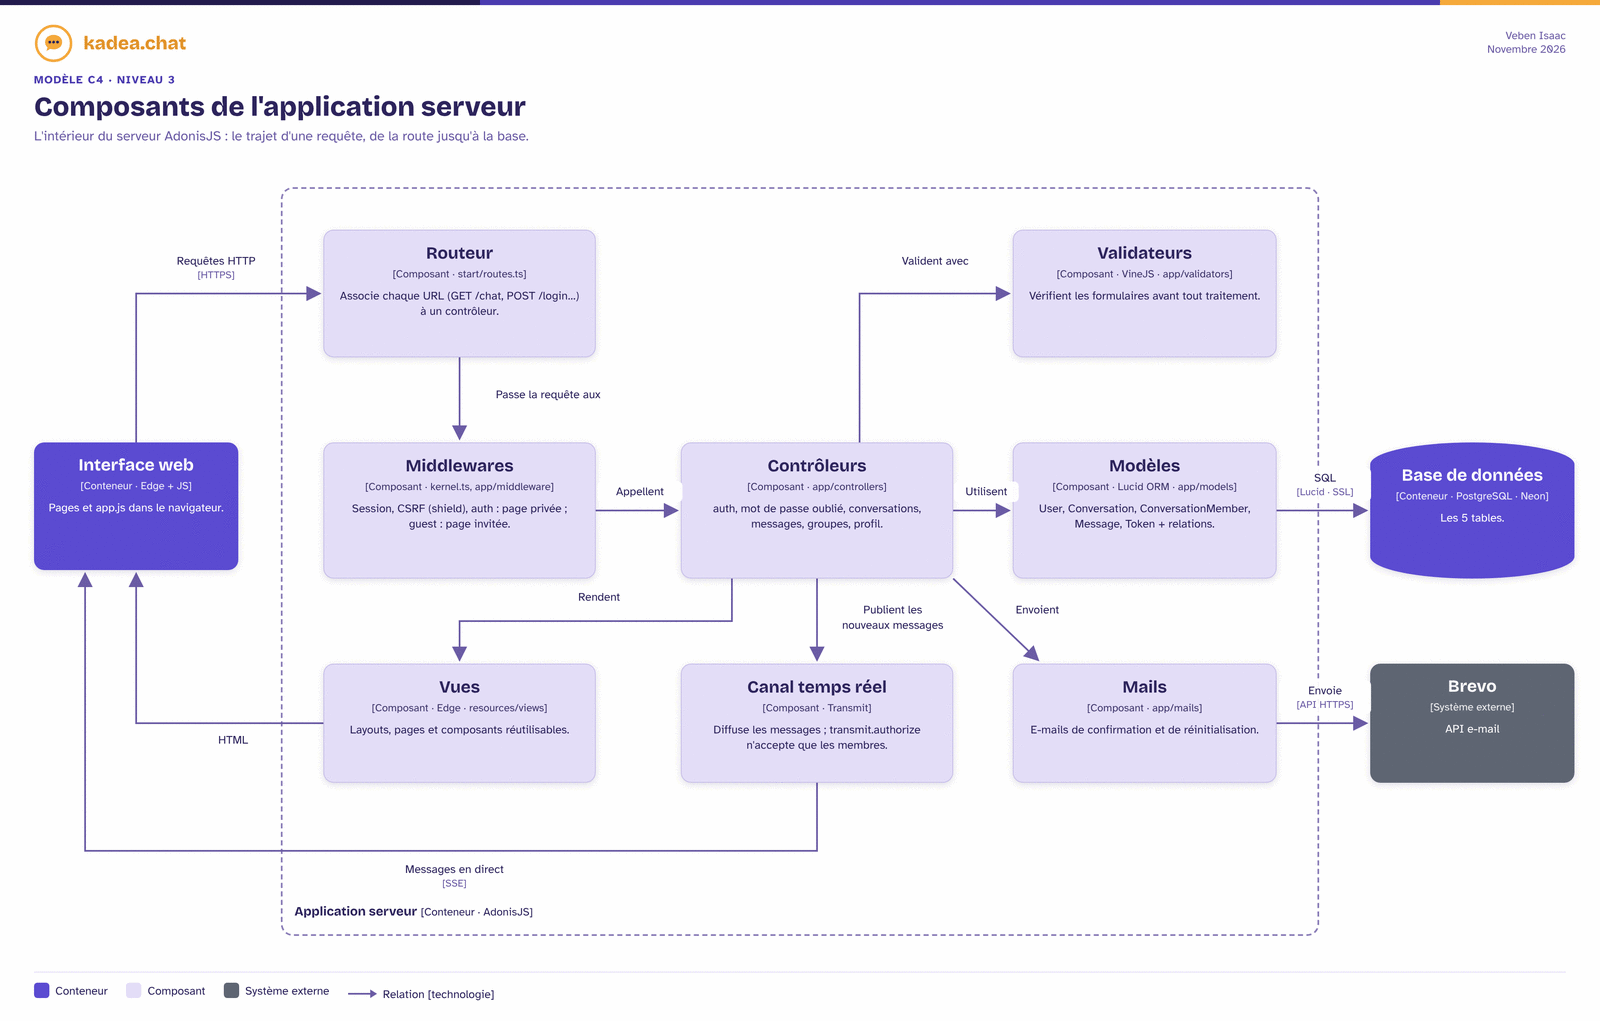 kadea.chat
Veben Isaac
Novembre 2026
MODÈLE C4 · NIVEAU 3
Composants de l'application serveur
L'intérieur du serveur AdonisJS : le trajet d'une requête, de la route jusqu'à la base.
Requêtes HTTP
[HTTPS]
Routeur
[Composant · start/routes.ts]
Associe chaque URL (GET /chat, POST /login…)
à un contrôleur.
Valident avec
Validateurs
[Composant · VineJS · app/validators]
Vérifient les formulaires avant tout traitement.
Passe la requête aux
Interface web
[Conteneur · Edge + JS]
Pages et app.js dans le navigateur.
Middlewares
[Composant · kernel.ts, app/middleware]
Session, CSRF (shield), auth : page privée ;
guest : page invitée.
Appellent
Contrôleurs
[Composant · app/controllers]
auth, mot de passe oublié, conversations,
messages, groupes, profil.
Utilisent
Modèles
[Composant · Lucid ORM · app/models]
User, Conversation, ConversationMember,
Message, Token + relations.
SQL
[Lucid · SSL]
Base de données
[Conteneur · PostgreSQL · Neon]
Les 5 tables.
Rendent
Publient les
nouveaux messages
Envoient
Vues
[Composant · Edge · resources/views]
Layouts, pages et composants réutilisables.
HTML
Canal temps réel
[Composant · Transmit]
Diffuse les messages ; transmit.authorize
n'accepte que les membres.
Mails
[Composant · app/mails]
E-mails de confirmation et de réinitialisation.
Envoie
[API HTTPS]
Brevo
[Système externe]
API e-mail
Messages en direct
[SSE]
Application serveur [Conteneur · AdonisJS]
Conteneur
Composant
Système externe
Relation [technologie]